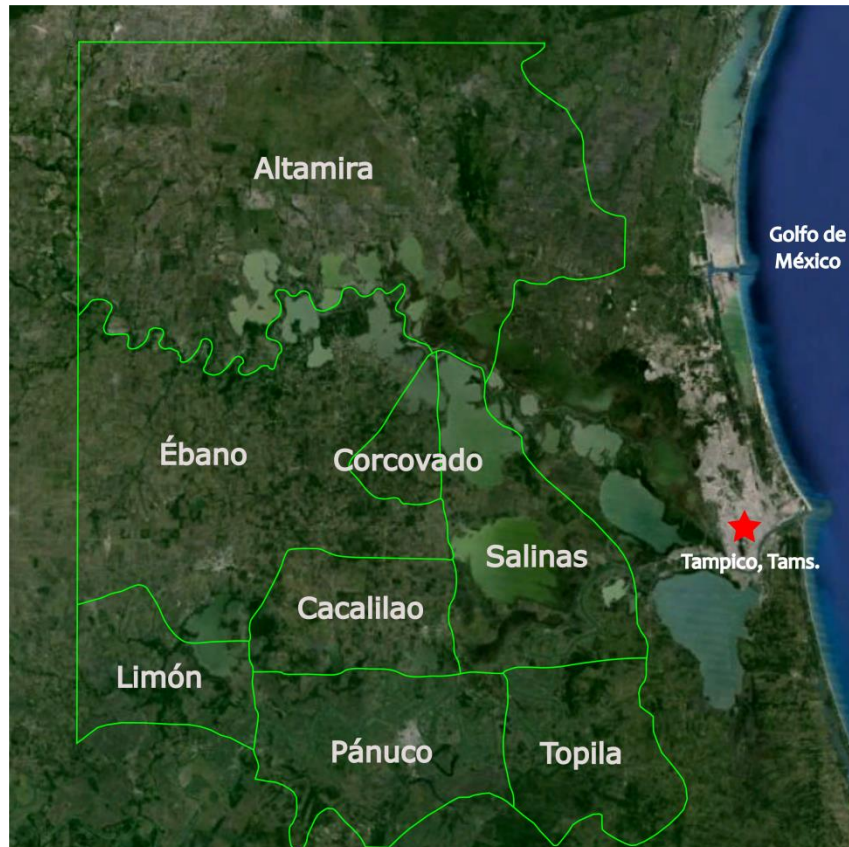 Altamira
Golfo de
México
Ébano
Corcovado
Salinas
Tampico, Tams.
Cacalilao
Limón
Pánuco
Topila